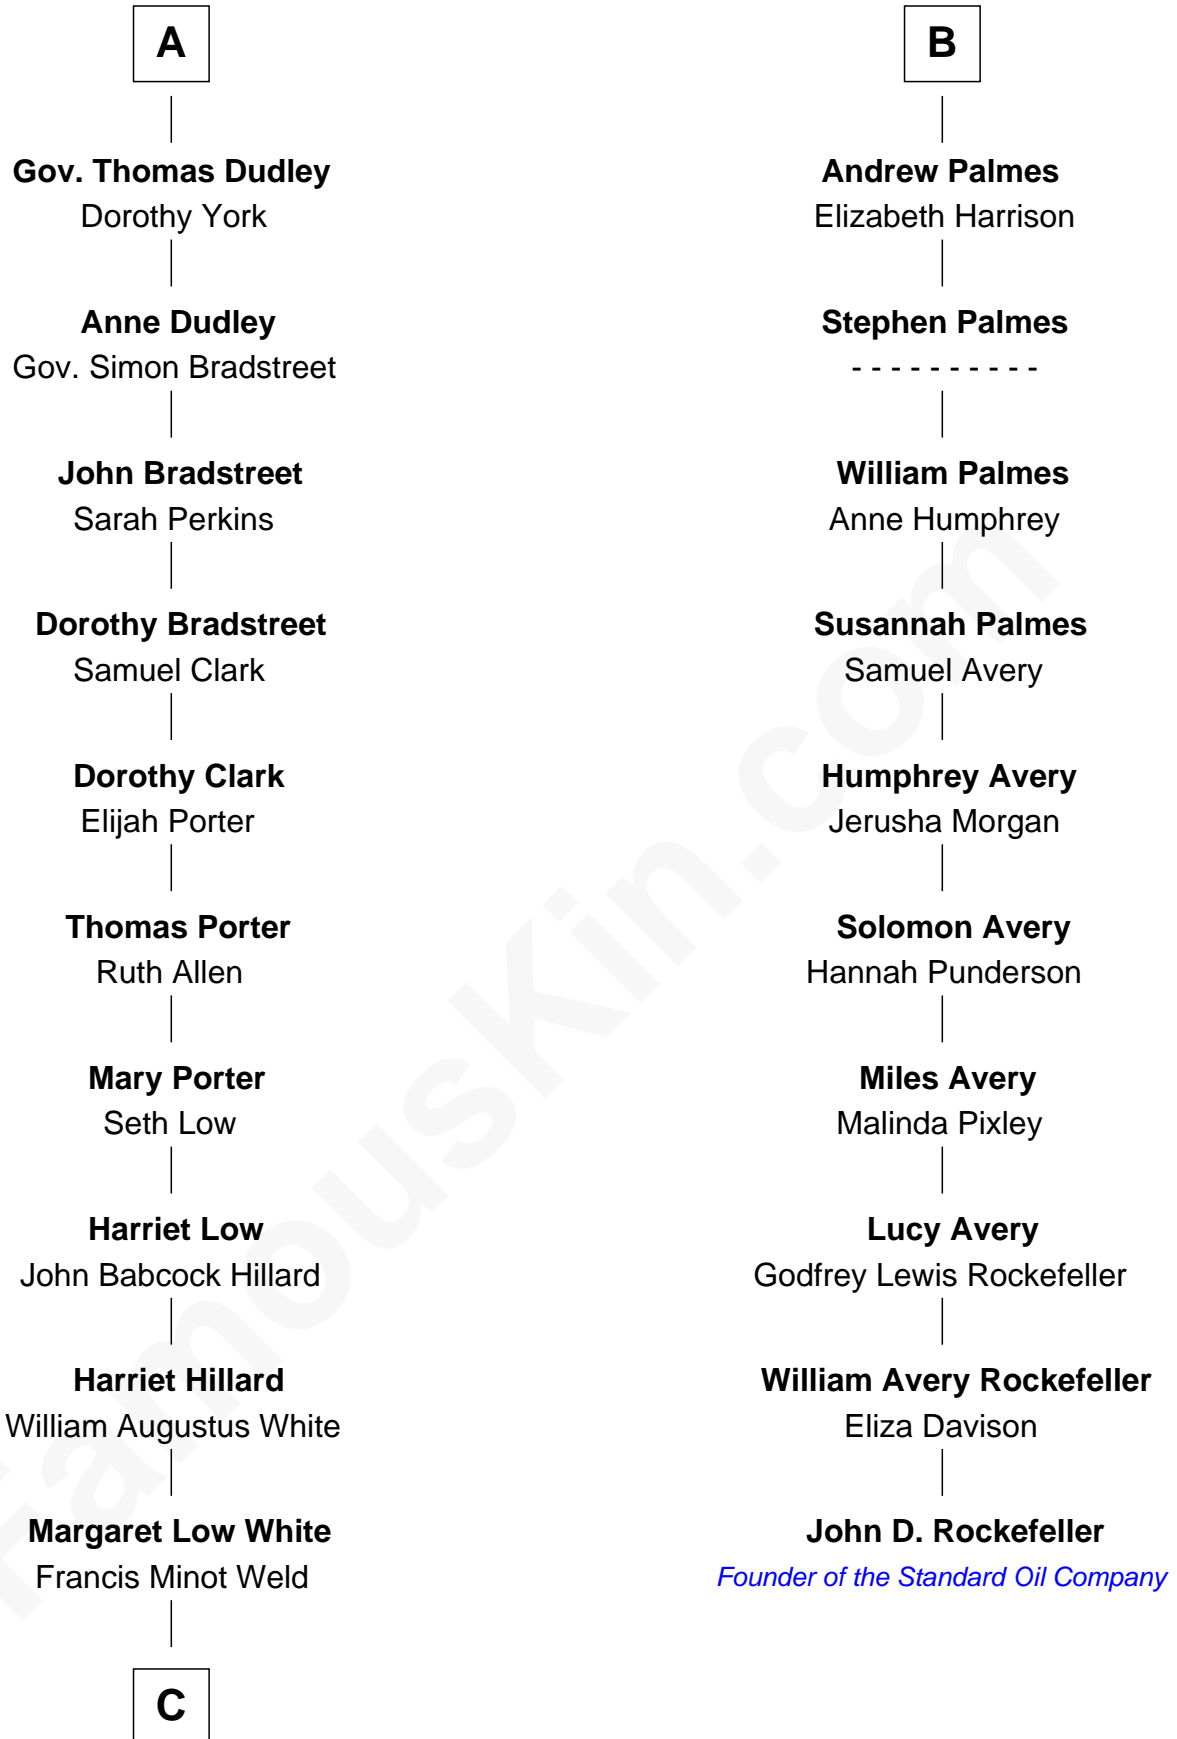 A
Gov. Thomas Dudley
Dorothy York
Anne Dudley
Gov. Simon Bradstreet
John Bradstreet
Sarah Perkins
Dorothy Bradstreet
Samuel Clark
Dorothy Clark
Elijah Porter
Thomas Porter
Ruth Allen
Mary Porter
Seth Low
Harriet Low
John Babcock Hillard
Harriet Hillard
William Augustus White
Margaret Low White
Francis Minot Weld
C
B
Andrew Palmes
Elizabeth Harrison
Stephen Palmes
- - - - - - - - - -
William Palmes
Anne Humphrey
Susannah Palmes
Samuel Avery
Humphrey Avery
Jerusha Morgan
Solomon Avery
Hannah Punderson
Miles Avery
Malinda Pixley
Lucy Avery
Godfrey Lewis Rockefeller
William Avery Rockefeller
Eliza Davison
John D. Rockefeller
Founder of the Standard Oil Company
FamousKin.com